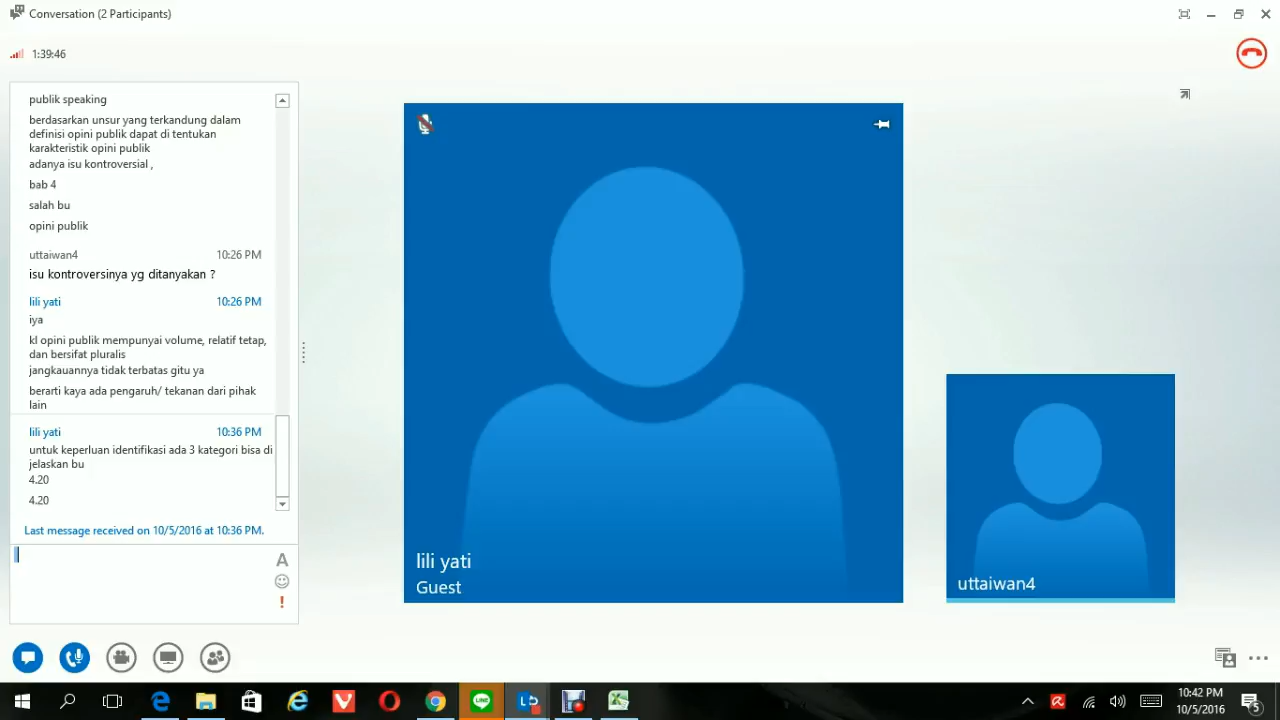 Conversation (2 Participants)
1:39:46
publik speaking
berdasarkan unsur yang terkandung dalam
definisi opini publik dapat di tentukan
karakteristik opini publik
adanya isu kontroversial ,
bab 4
salah bu
opini publik
uttaiwan4 10:26 PM
isu kontroversinya yg ditanyakan ?
lili yati 10:26 PM
iya
kl opini publik mempunyai volume, relatif tetap,
dan bersifat pluralis
jangkauannya tidak terbatas gitu ya
berarti kaya ada pengaruh/ tekanan dari pihak
lain
lili yati 10:36 PM
untuk keperluan identifikasi ada 3 kategori bisa di
jelaskan bu
4.20
4.20
Last message received on 10/5/2016 at 10:36 PM.
A
!
lili yati
Guest
uttaiwan4
LINE
10:42 PM
10/5/2016
5